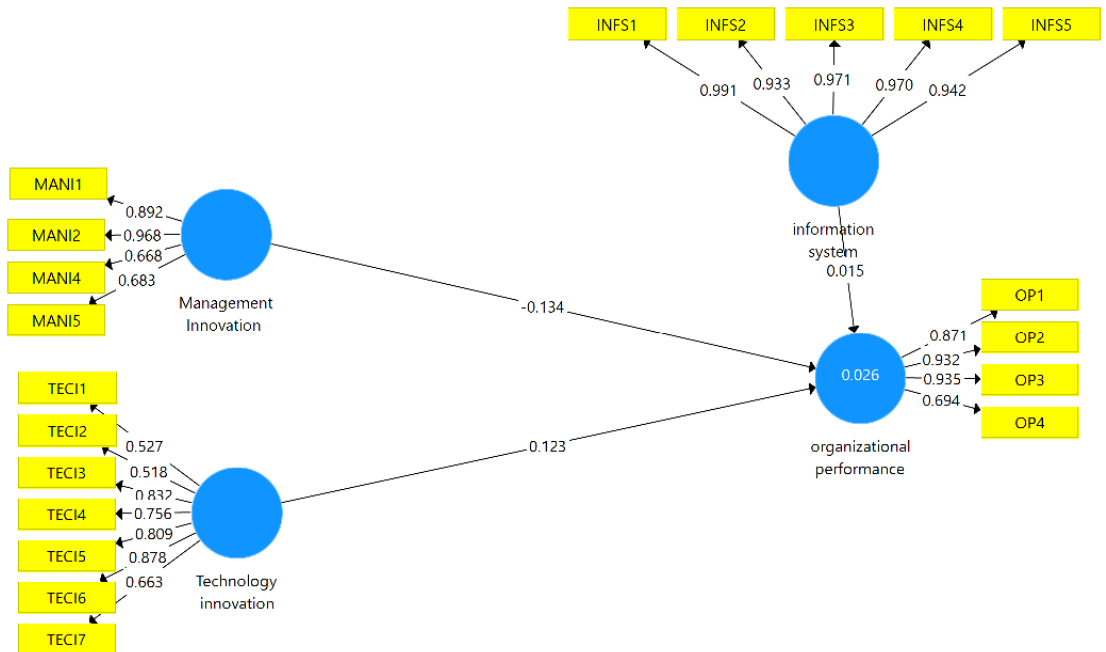 INFS1 INFS2 INFS3 INFS4 INFS5
0.991 0.933 0.971 0.970 0.942
information
system
0.015
MANI1
MANI2
MANI4
MANI5
0.892
0.968
0.668
0.683
Management
Innovation
-0.134
TECI1
TECI2
TECI3
TECI4
TECI5
TECI6
TECI7
0.527
0.518
0.832
0.756
0.809
0.878
0.663
Technology
innovation
0.123
0.026
organizational
performance
0.871
0.932
0.935
0.694
OP1
OP2
OP3
OP4